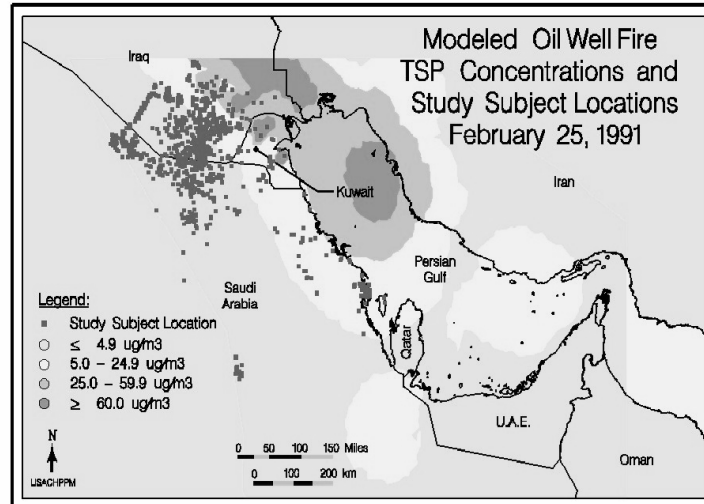 Modeled Oil Well Fire
TSP Concentrations and
Study Subject Locations
February 25, 1991
Iraq
Iran
Kuwait
Persian
Gulf
Saudi
Arabia
Qatar
U.A.E.
Oman
Legend:
Study Subject Location
≤ 4.9 ug/m3
5.0 - 24.9 ug/m3
25.0 - 59.9 ug/m3
≥ 60.0 ug/m3
N
USACHPPM
0 50 100 150 Miles
0 100 200 km